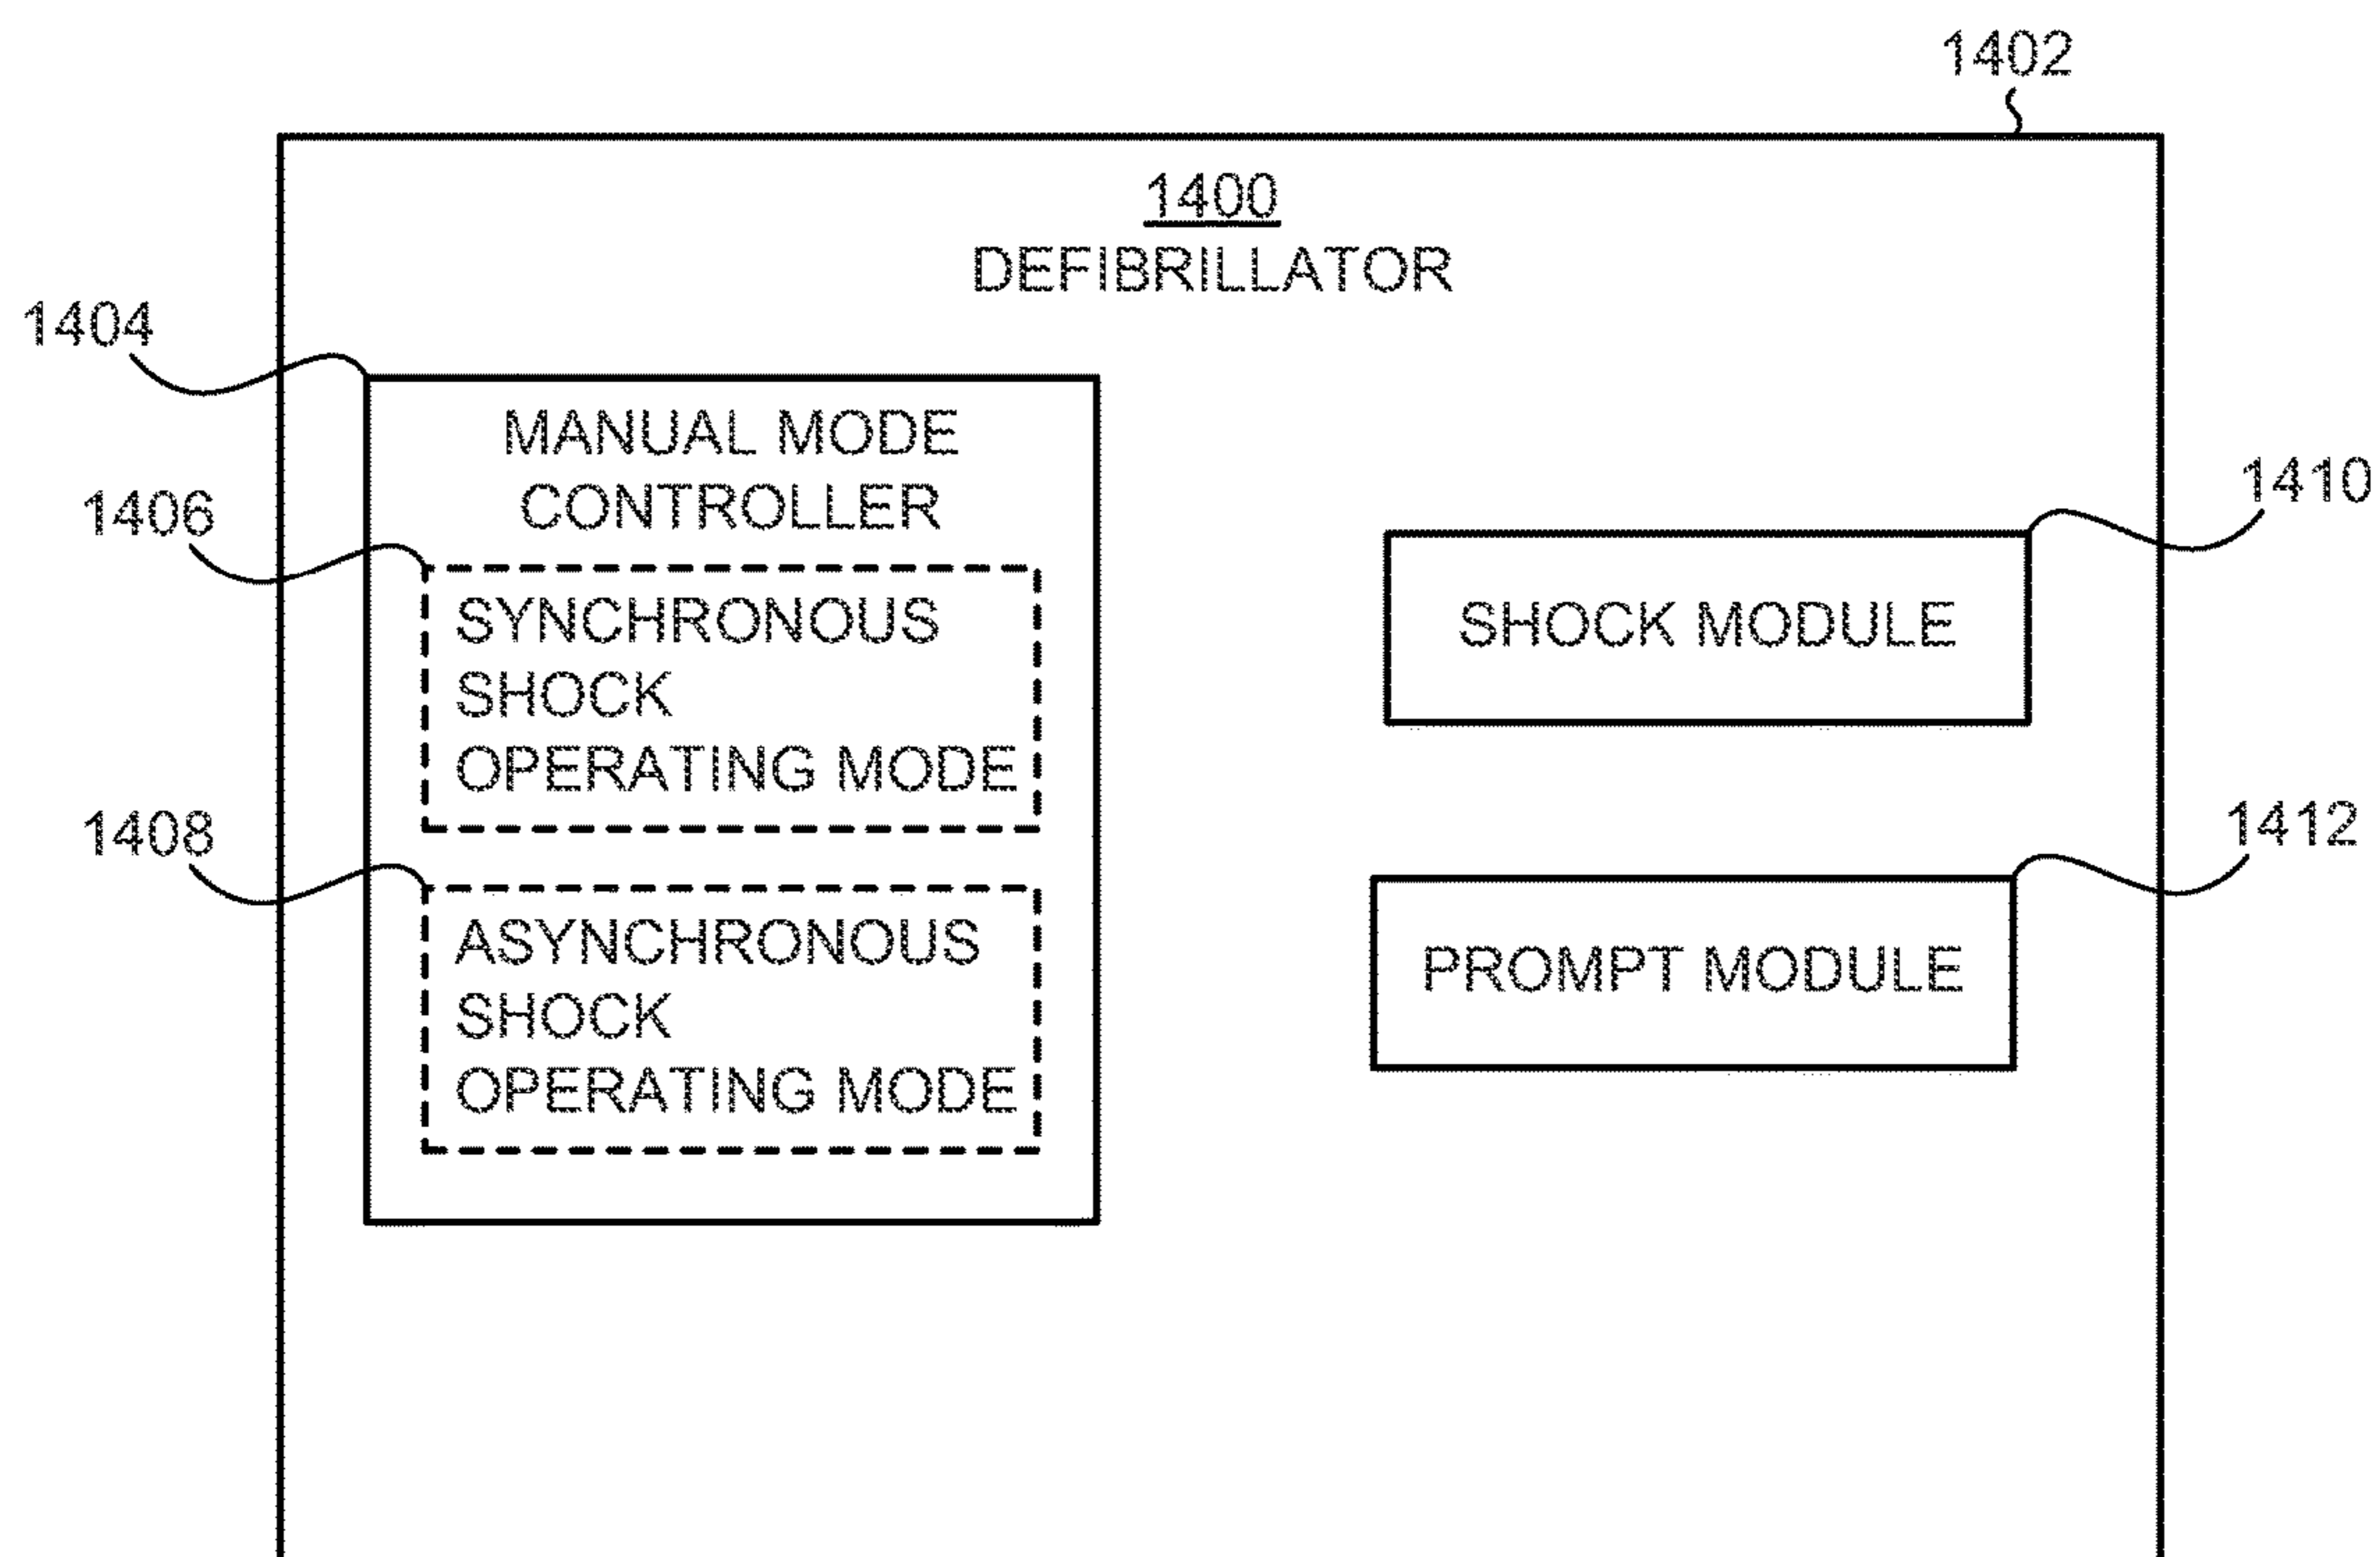 1402
1400
DEFIBRILLATOR
1404
MANUAL MODE
CONTROLLER
1406
SYNCHRONOUS
SHOCK
OPERATING MODE
1408
ASYNCHRONOUS
SHOCK
OPERATING MODE
1410
SHOCK MODULE
1412
PROMPT MODULE